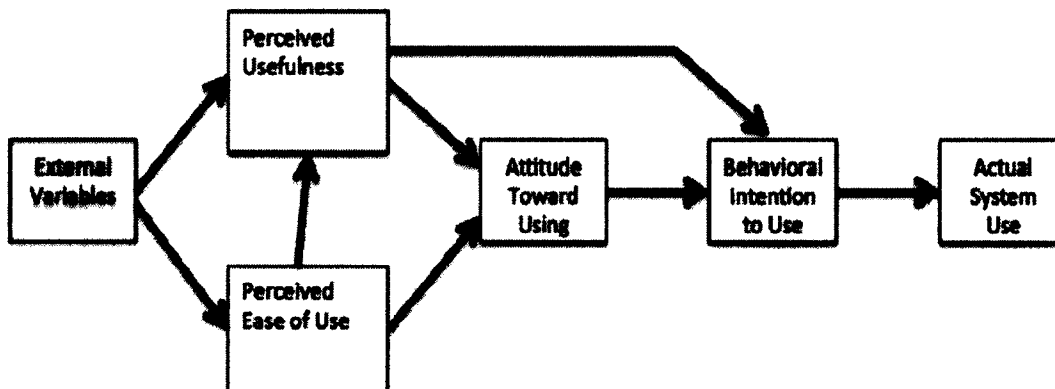 Perceived
Usefulness
External
Variables
Attitude
Toward
Using
Behavioral
Intention
to Use
Actual
System
Use
Perceived
Ease of Use